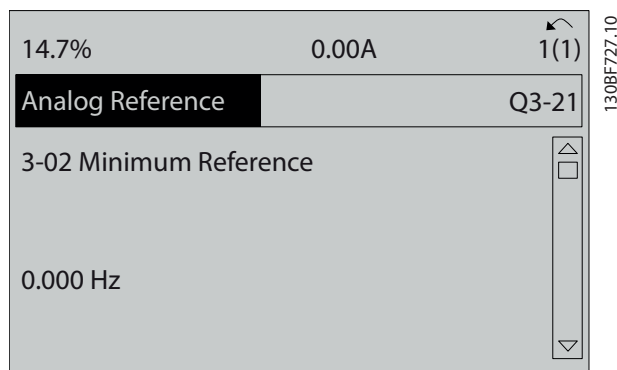 14.7% 0.00A 1(1)
Analog Reference Q3-21
3-02 Minimum Reference
0.000 Hz
130BF727.10